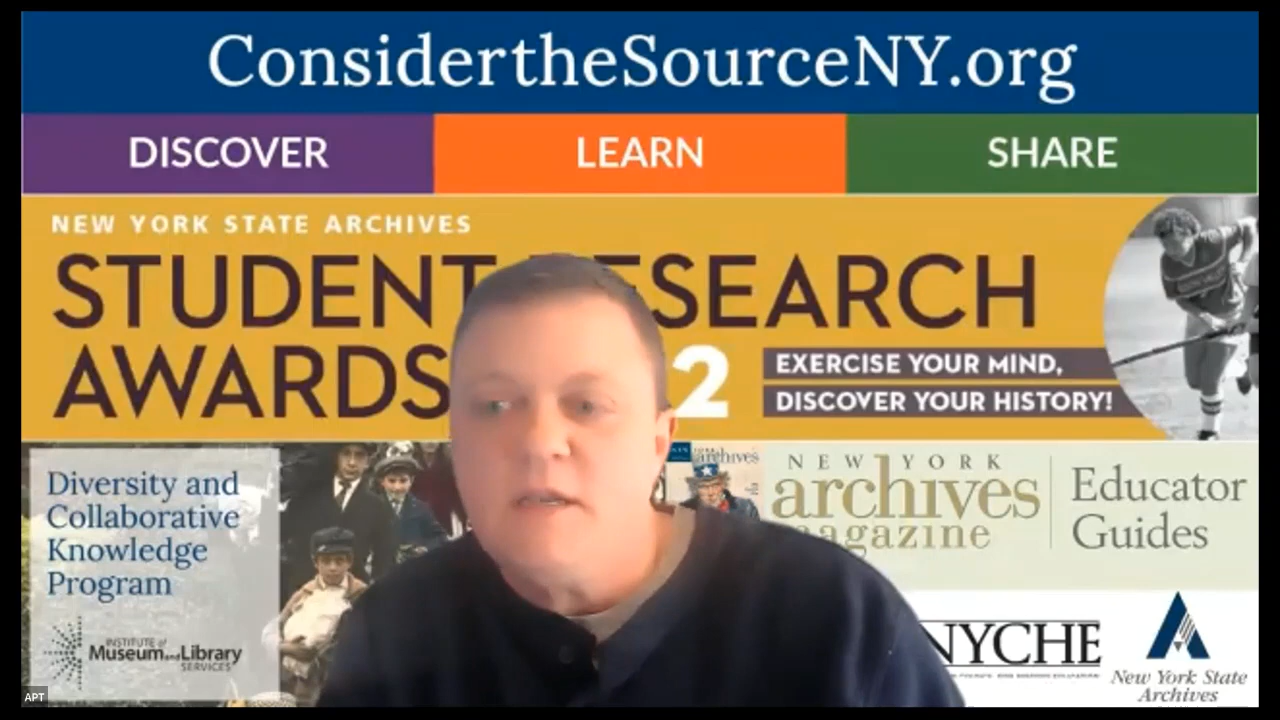 ConsidertheSourceNY.org
DISCOVER
LEARN
SHARE
NEW YORK STATE ARCHIVES
STUDENT RESEARCH
AWARDS 2
EXERCISE YOUR MIND,
DISCOVER YOUR HISTORY!
Diversity and
Collaborative
Knowledge
Program
INSTITUTE of
Museum and Library
SERVICES
archives
NEW YORK
archives
magazine
Educator
Guides
NYCHE
New York State
Archives
APT